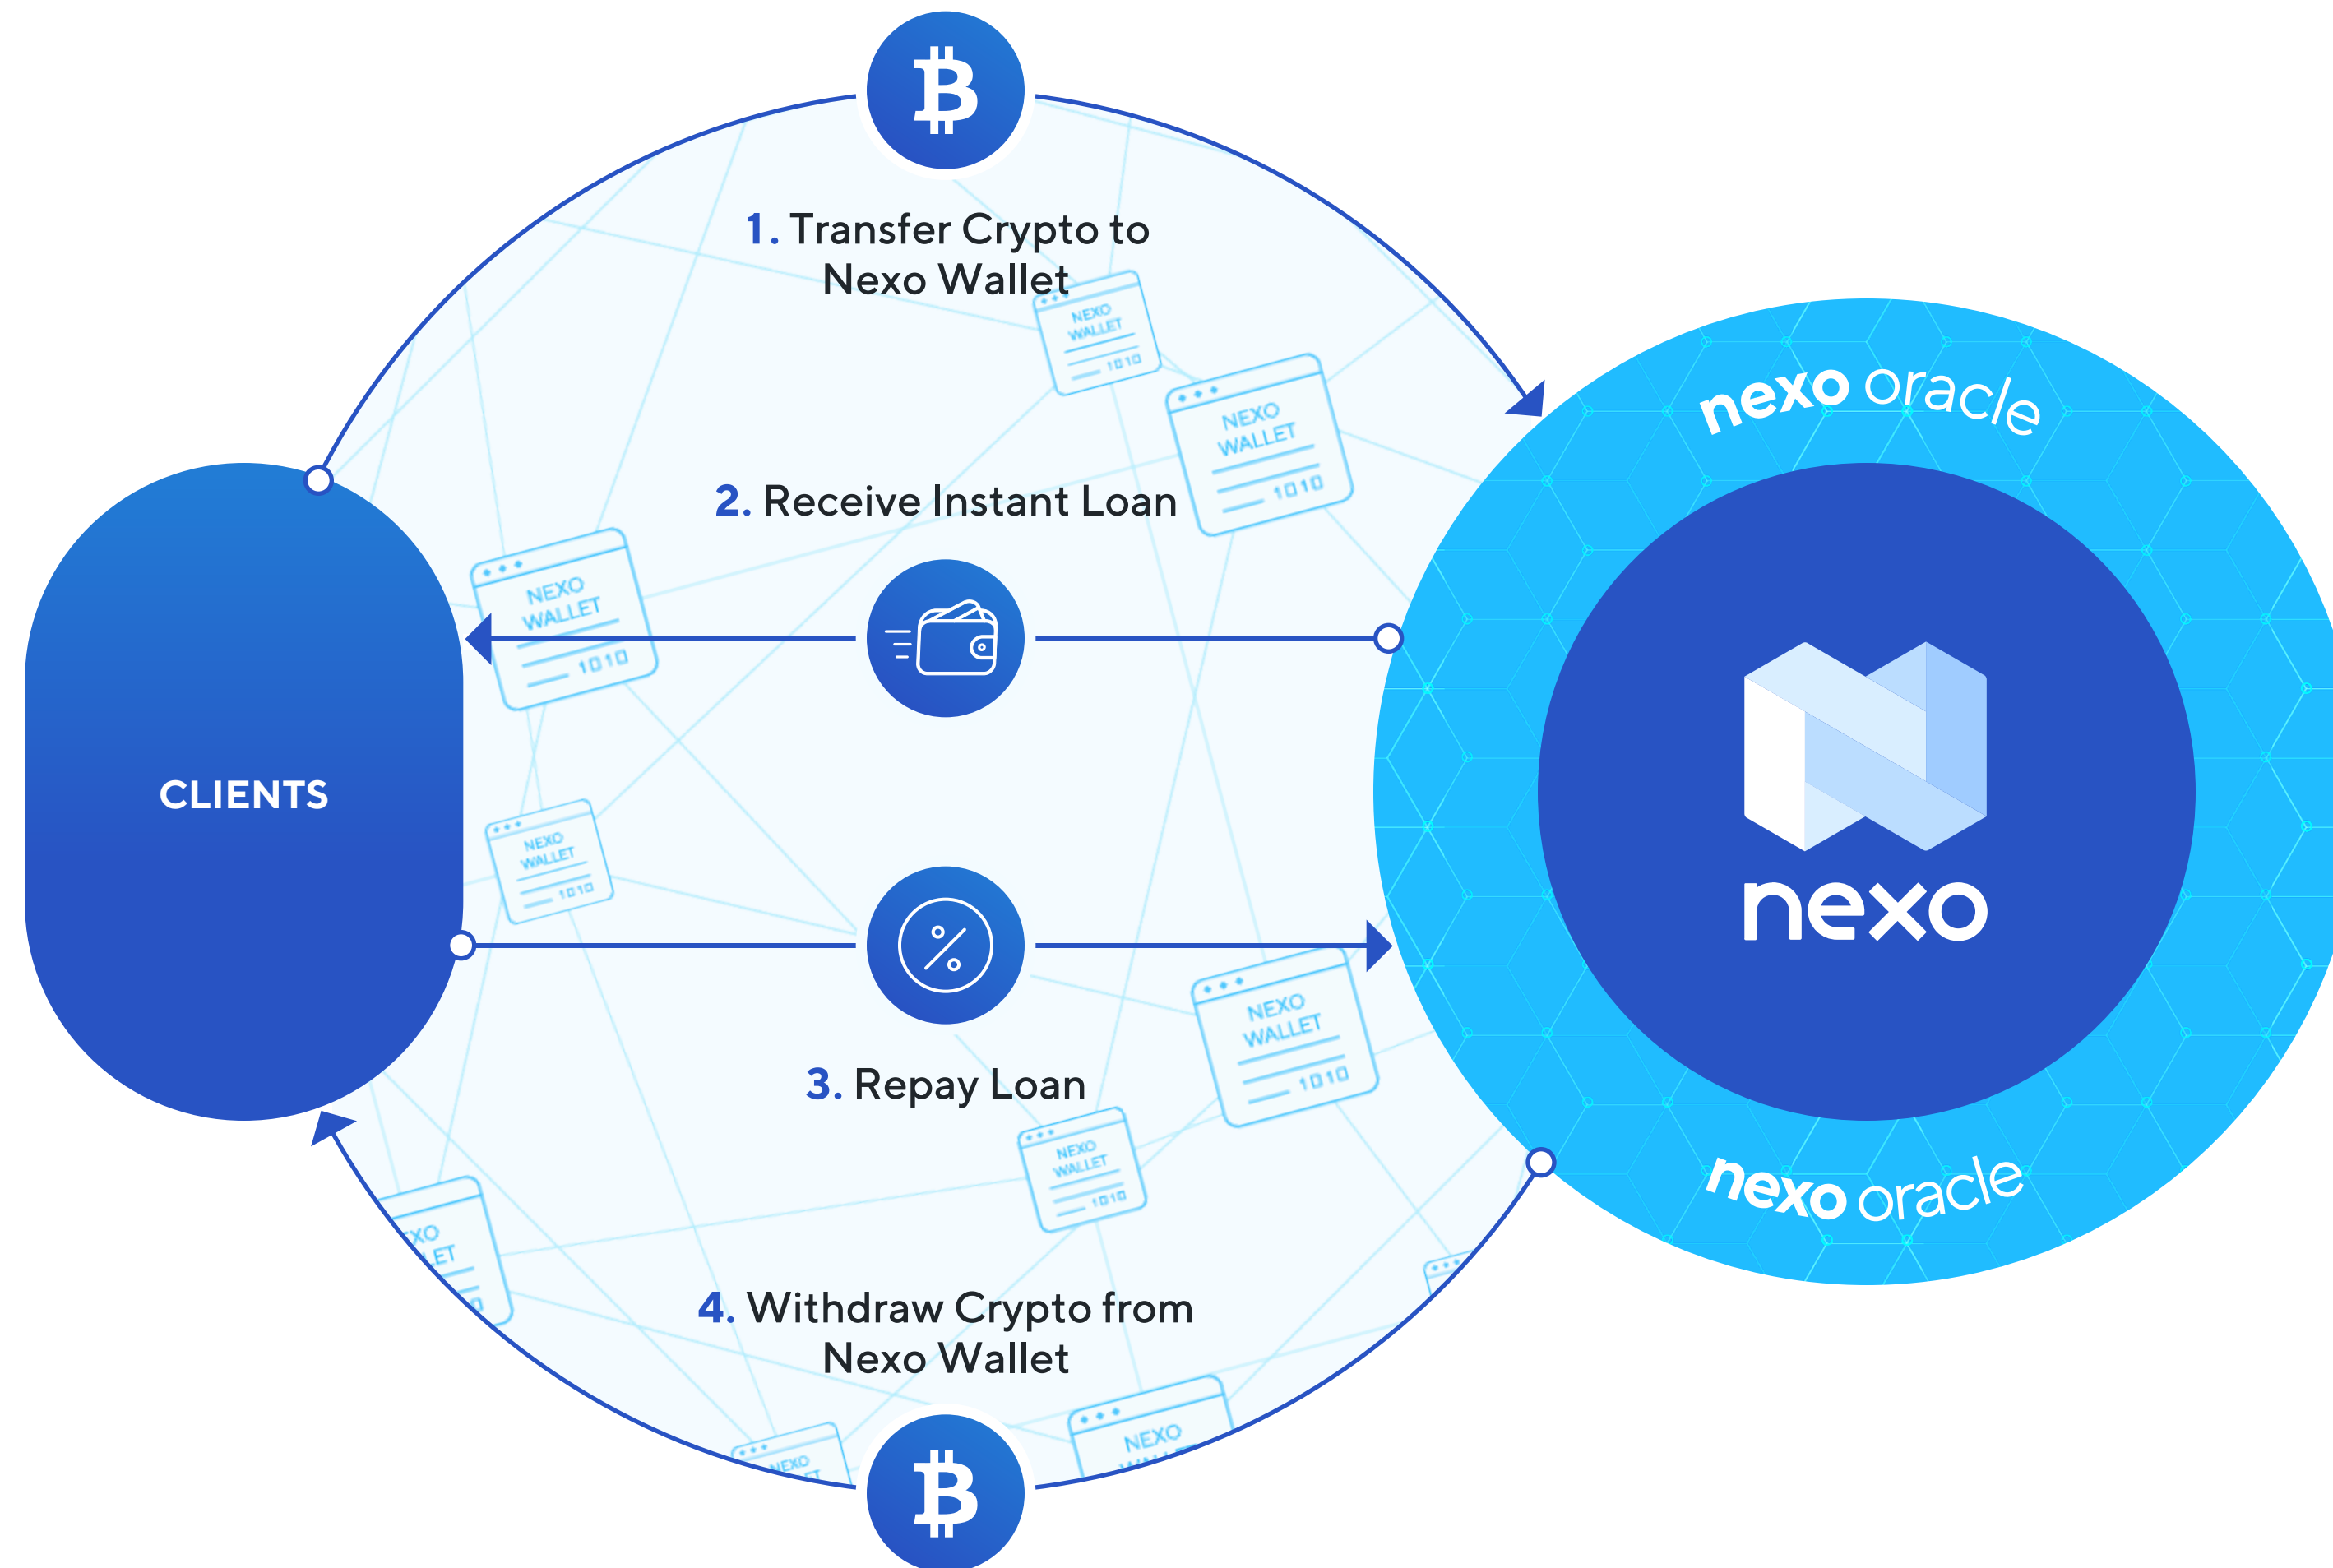 1. Transfer Crypto to
Nexo Wallet
NEXO
WALLET
1010
nexo oracle
NEXO
WALLET
1010
2. Receive Instant Loan
NEXO
WALLET
1010
CLIENTS
NEXO
WALLET
1010
nexo
NEXO
WALLET
1010
3. Repay Loan
NEXO
WALLET
1010
nexo oracle
4. Withdraw Crypto from
Nexo Wallet
NEXO
NEXO